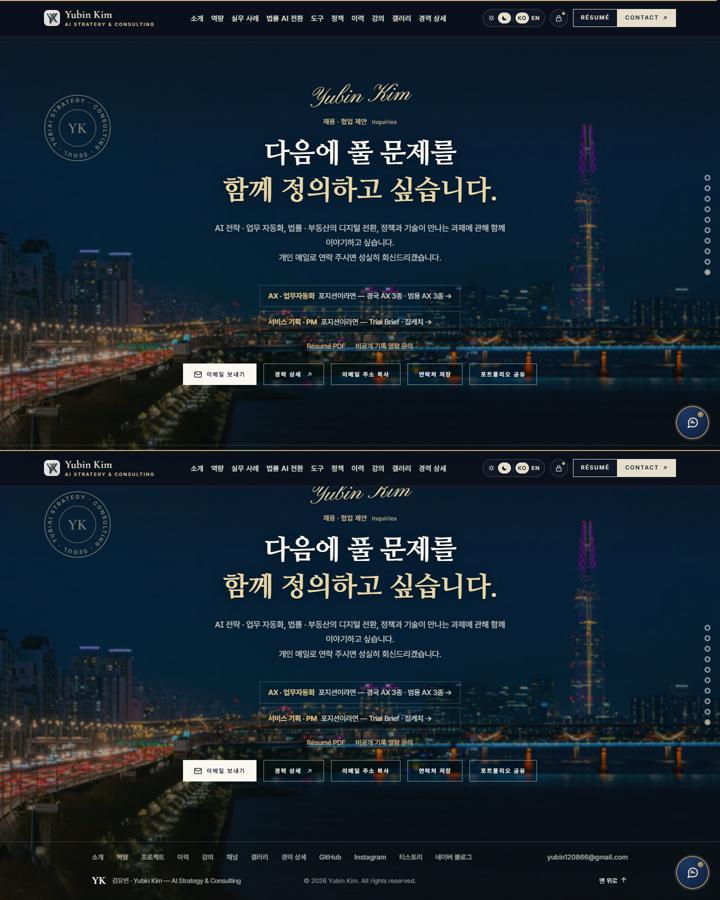 Yubin Kim
AI STRATEGY & CONSULTING
소개 역량 실무 사례 법률 AI 전환 도구 정책 이력 강의 갤러리 경력 상세
KO EN
RÉSUMÉ
CONTACT ↗
YK
Yubin Kim
채용 · 협업 제안 Inquiries
다음에 풀 문제를
함께 정의하고 싶습니다.
AI 전략 · 업무 자동화, 법률 · 부동산의 디지털 전환, 정책과 기술이 만나는 과제에 관해 함께
이야기하고 싶습니다.
개인 메일로 연락 주시면 성실히 회신드리겠습니다.
AX · 업무자동화 포지션이라면 — 경국 AX 3종 · 범용 AX 3종 →
서비스 기획 · PM 포지션이라면 — Trial Brief · 집캐치 →
Résumé PDF 비공개 기록 열람 문의
이메일 보내기
경력 상세 ↗
이메일 주소 복사
연락처 저장
포트폴리오 공유
Yubin Kim
AI STRATEGY & CONSULTING
소개 역량 실무 사례 법률 AI 전환 도구 정책 이력 강의 갤러리 경력 상세
KO EN
RÉSUMÉ
CONTACT ↗
YK
Yubin Kim
채용 · 협업 제안 Inquiries
다음에 풀 문제를
함께 정의하고 싶습니다.
AI 전략 · 업무 자동화, 법률 · 부동산의 디지털 전환, 정책과 기술이 만나는 과제에 관해 함께
이야기하고 싶습니다.
개인 메일로 연락 주시면 성실히 회신드리겠습니다.
AX · 업무자동화 포지션이라면 — 경국 AX 3종 · 범용 AX 3종 →
서비스 기획 · PM 포지션이라면 — Trial Brief · 집캐치 →
Résumé PDF 비공개 기록 열람 문의
이메일 보내기
경력 상세 ↗
이메일 주소 복사
연락처 저장
포트폴리오 공유
소개 역량 프로젝트 이력 강의 채널 갤러리 경력 상세 GitHub Instagram 티스토리 네이버 블로그
yubin120866@gmail.com
YK 김유빈 · Yubin Kim — AI Strategy & Consulting
© 2026 Yubin Kim. All rights reserved.
맨 위로 ↑